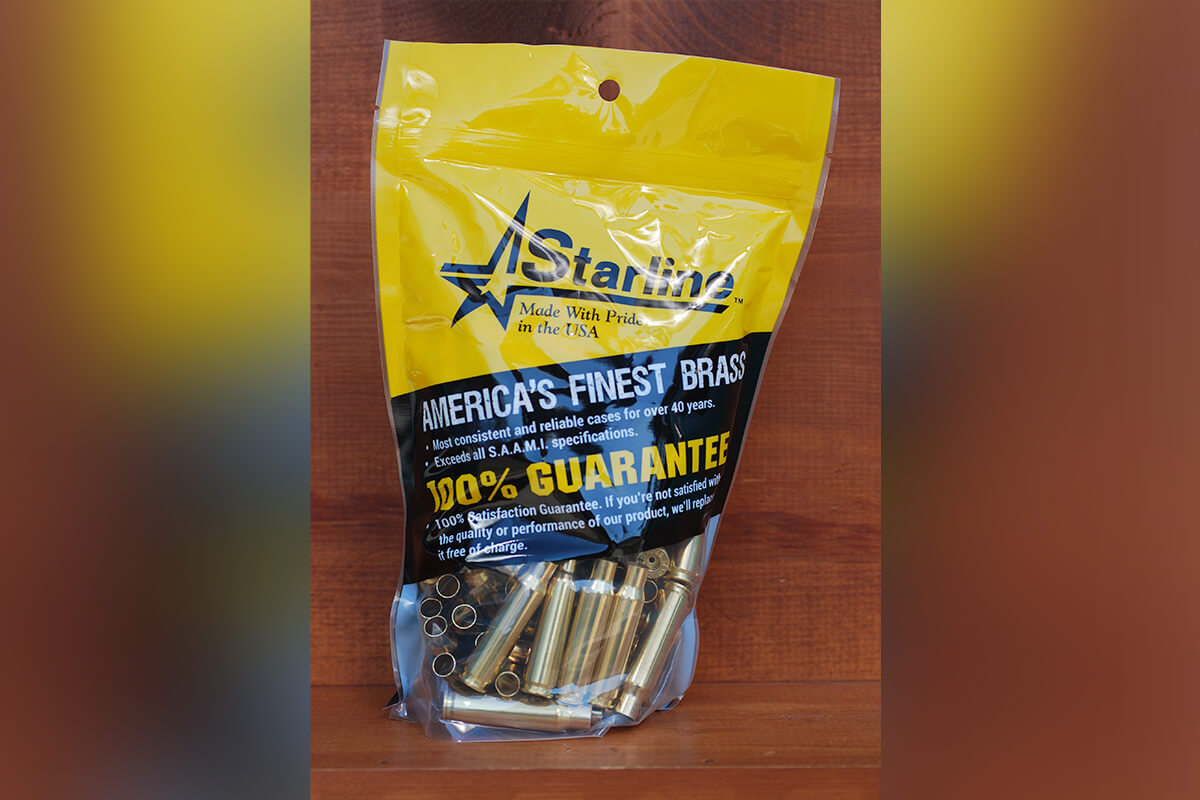 Starline™
Made With Pride
in the USA
AMERICA'S FINEST BRASS
• Most consistent and reliable cases for over 40 years.
• Exceeds all S.A.A.M.I. specifications.
100% GUARANTEE
• 100% Satisfaction Guarantee. If you're not satisfied with
the quality or performance of our product, we'll replace
it free of charge.